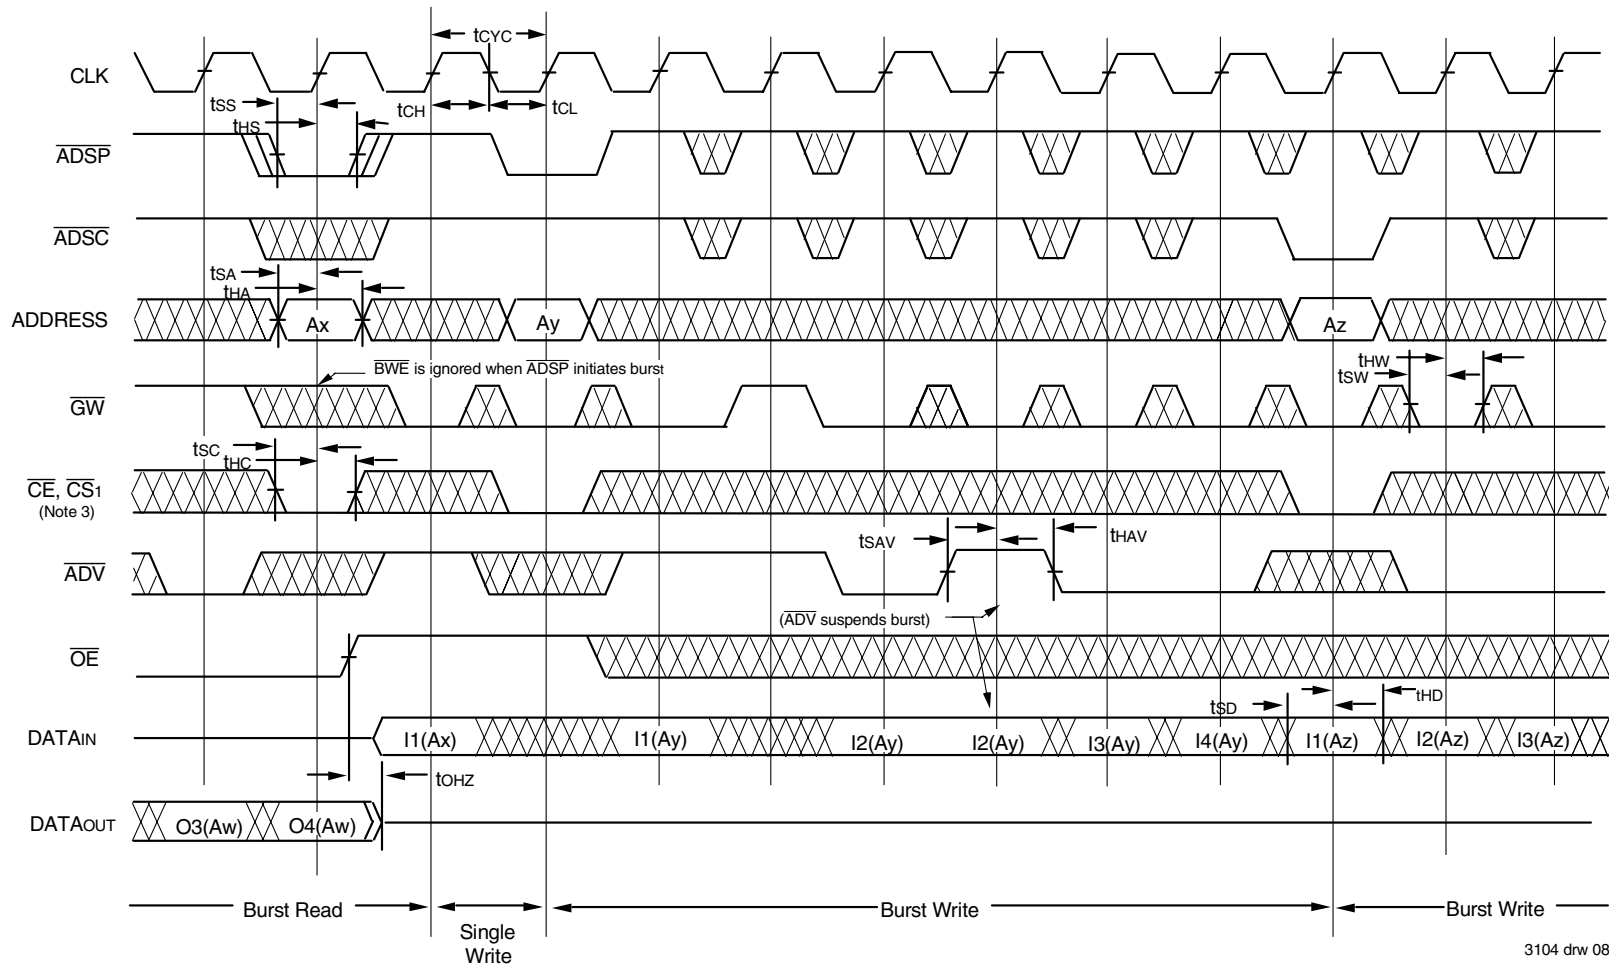 tCYC
CLK
tSS
tCH
tCL
tHS
ADSP
ADSC
tSA
tHA
ADDRESS
Ax
Ay
Az
BWE is ignored when ADSP initiates burst
tHW
tSW
GW
tSC
tHC
CE, CS1
(Note 3)
tSAV
tHAV
ADV
(ADV suspends burst)
OE
tSD
tHD
DATAIN
I1(Ax)
I1(Ay)
I2(Ay)
I2(Ay)
I3(Ay)
I4(Ay)
I1(Az)
I2(Az)
I3(Az)
tOHZ
DATAOUT
O3(Aw)
O4(Aw)
Burst Read
Single
Write
Burst Write
Burst Write
3104 drw 08